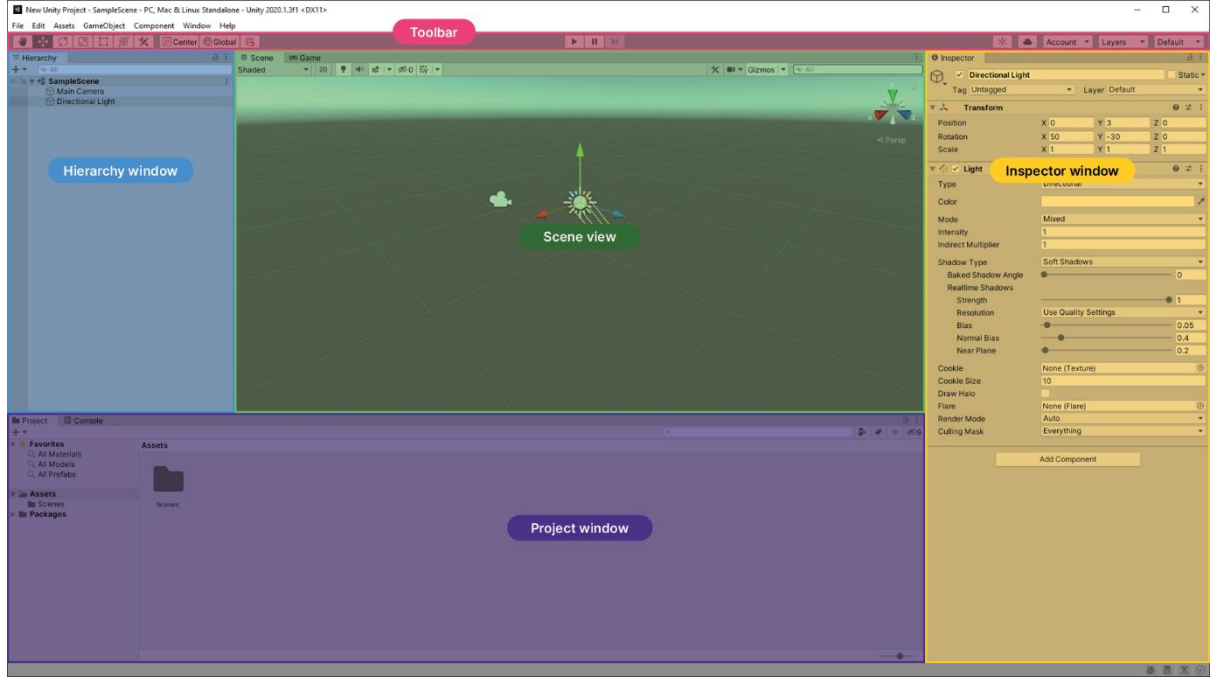 New Unity Project - SampleScene - PC, Mac & Linux Standalone - Unity 2020.1.3f1 <DX11>
File Edit Assets GameObject Component Window Help
Toolbar
Center Global
Account Layers Default
Hierarchy
All
SampleScene
Main Camera
Directional Light
Hierarchy window
Scene Game
Shaded 2D 0 Gizmos All
Persp
Scene view
Inspector
Directional Light Static
Tag Untagged Layer Default
Transform
Position X 0 Y 3 Z 0
Rotation X 50 Y -30 Z 0
Scale X 1 Y 1 Z 1
Light
Inspector window
Type Directional
Color
Mode Mixed
Intensity 1
Indirect Multiplier 1
Shadow Type Soft Shadows
Baked Shadow Angle 0
Realtime Shadows
Strength 1
Resolution Use Quality Settings
Bias 0.05
Normal Bias 0.4
Near Plane 0.2
Cookie None (Texture)
Cookie Size 10
Draw Halo
Flare None (Flare)
Render Mode Auto
Culling Mask Everything
Add Component
Project Console
9
Favorites
All Materials
All Models
All Prefabs
Assets
Scenes
Packages
Assets
Scenes
Project window